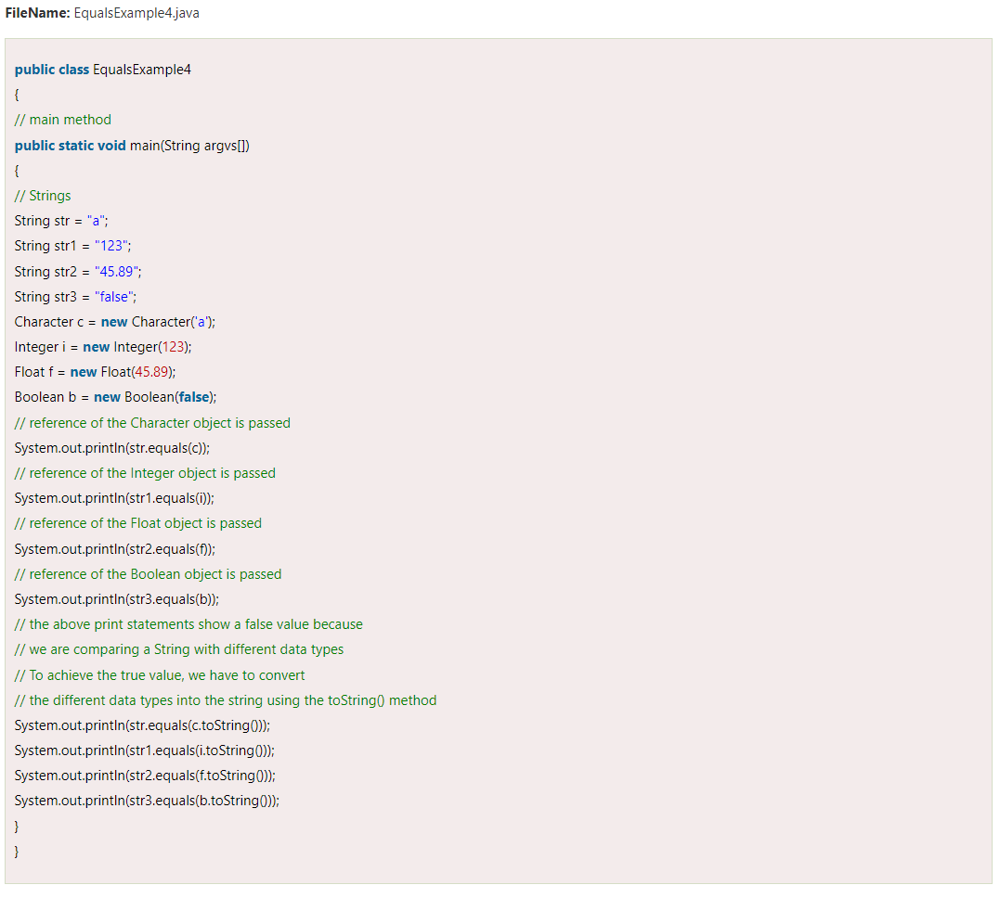 FileName: EqualsExample4.java
public class EqualsExample4
{
// main method
public static void main(String argvs[])
{
// Strings
String str = "a";
String str1 = "123";
String str2 = "45.89";
String str3 = "false";
Character c = new Character('a');
Integer i = new Integer(123);
Float f = new Float(45.89);
Boolean b = new Boolean(false);
// reference of the Character object is passed
System.out.println(str.equals(c));
// reference of the Integer object is passed
System.out.println(str1.equals(i));
// reference of the Float object is passed
System.out.println(str2.equals(f));
// reference of the Boolean object is passed
System.out.println(str3.equals(b));
// the above print statements show a false value because
// we are comparing a String with different data types
// To achieve the true value, we have to convert
// the different data types into the string using the toString() method
System.out.println(str.equals(c.toString()));
System.out.println(str1.equals(i.toString()));
System.out.println(str2.equals(f.toString()));
System.out.println(str3.equals(b.toString()));
}
}